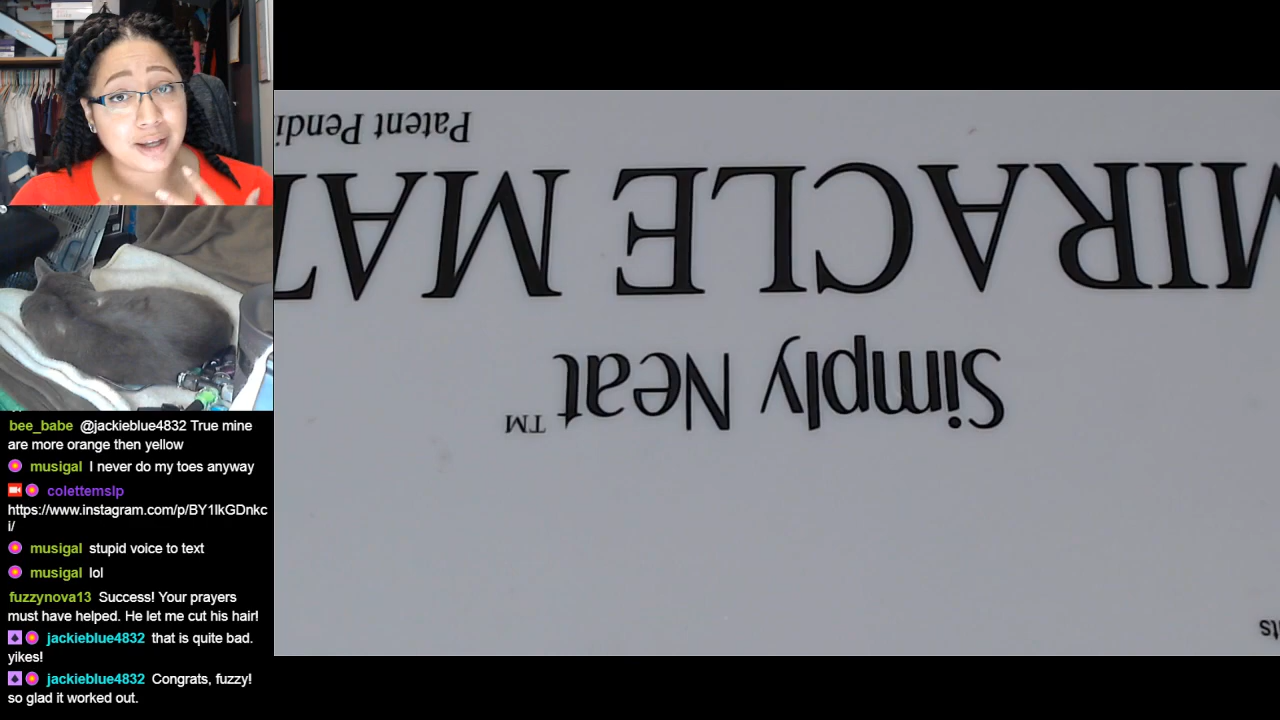 bee_babe @jackieblue4832 True mine
are more orange then yellow
musigal I never do my toes anyway
colettemslp
https://www.instagram.com/p/BY1lkGDnkc
i/
musigal stupid voice to text
musigal lol
fuzzynova13 Success! Your prayers
must have helped. He let me cut his hair!
jackieblue4832 that is quite bad.
yikes!
jackieblue4832 Congrats, fuzzy!
so glad it worked out.
Simply Neat™
MIRACLE MAT
Patent Pendi